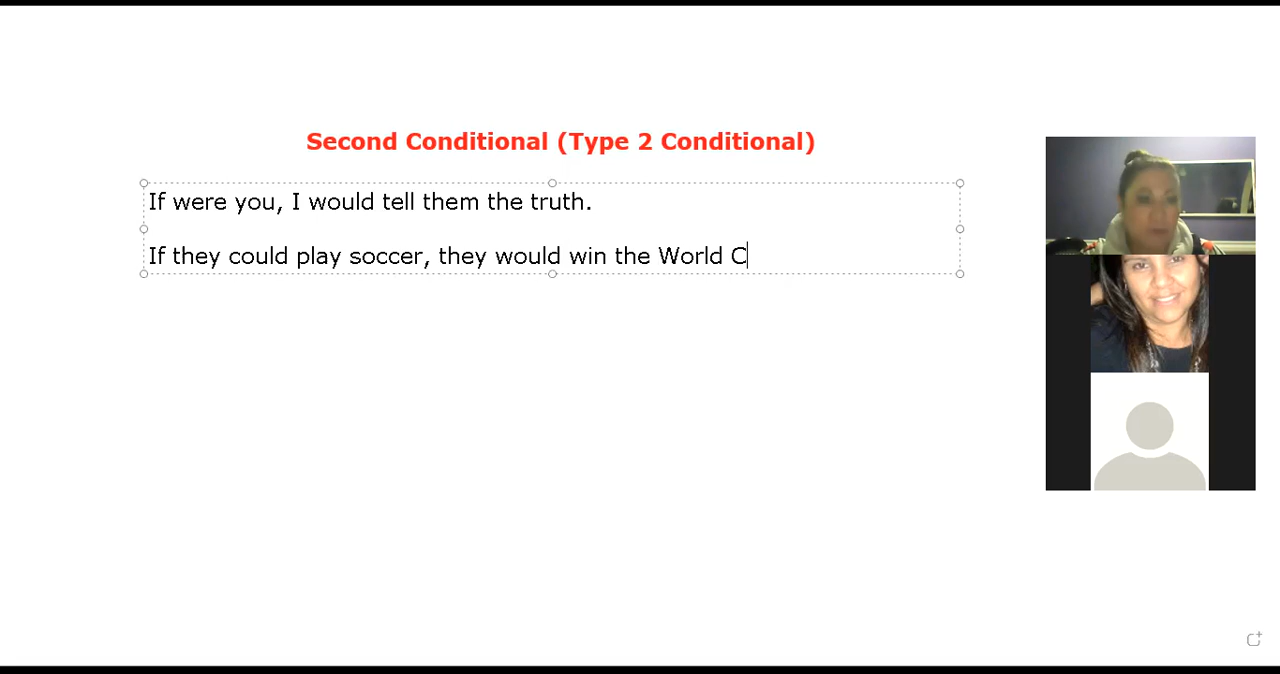 Second Conditional (Type 2 Conditional)
If were you, I would tell them the truth.
If they could play soccer, they would win the World C